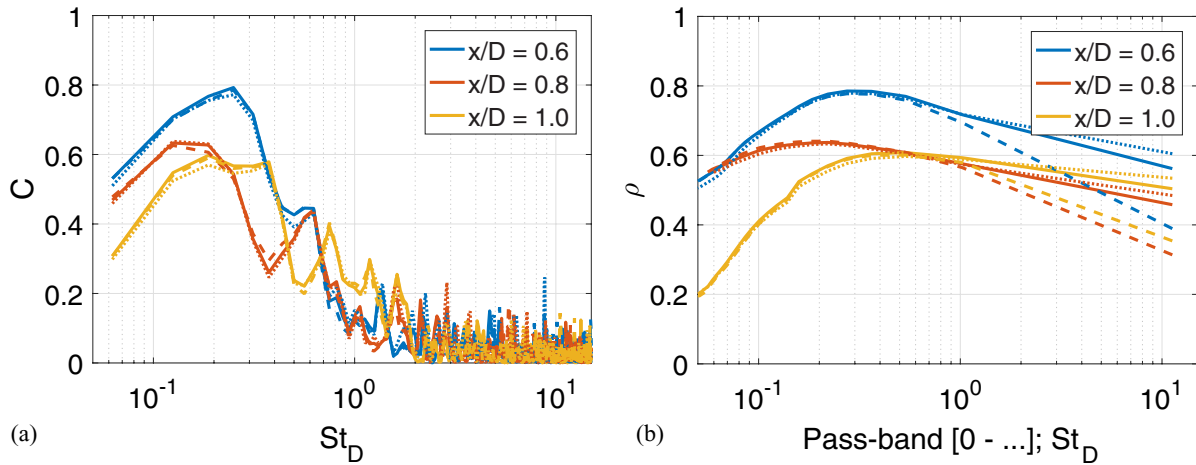 1
0.8
0.6
0.4
0.2
0
C
10^-1
10^0
10^1
St_D
x/D = 0.6
x/D = 0.8
x/D = 1.0
(a)
1
0.8
0.6
0.4
0.2
0
ρ
10^-1
10^0
10^1
Pass-band [0 - ...]; St_D
x/D = 0.6
x/D = 0.8
x/D = 1.0
(b)